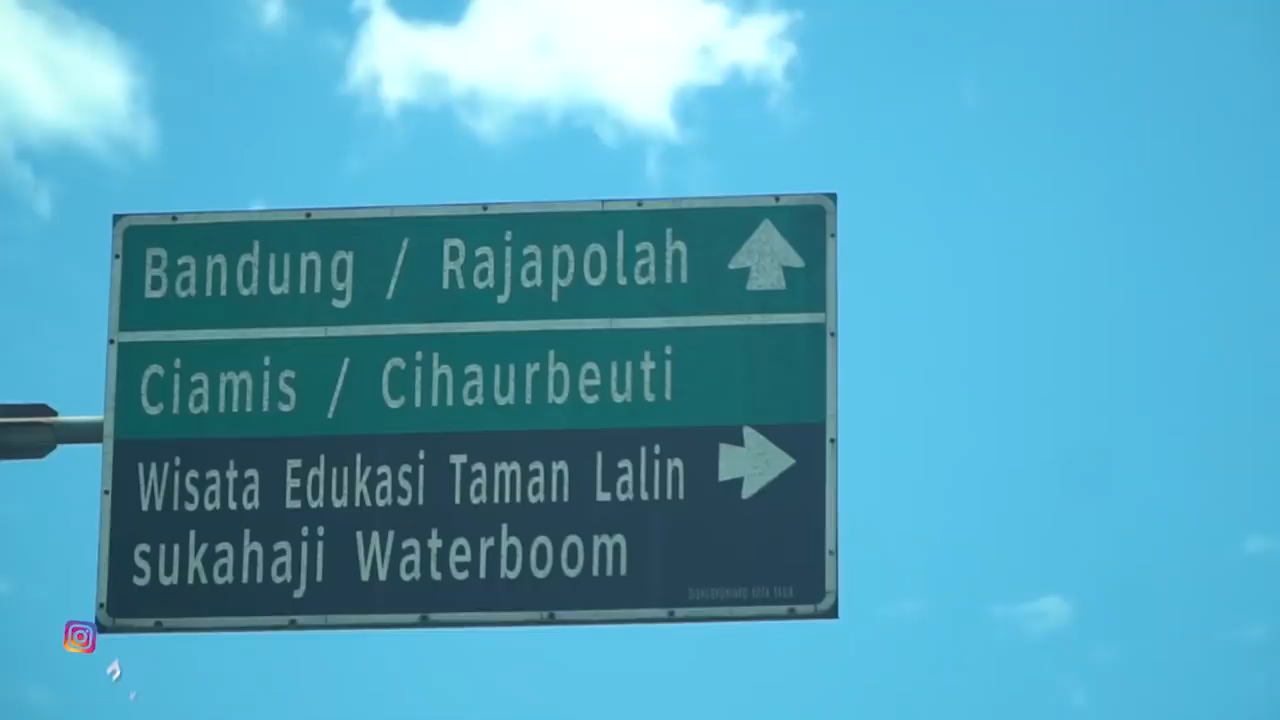 Bandung / Rajapolah
Ciamis / Cihaurbeuti
Wisata Edukasi Taman Lalin
sukahaji Waterboom